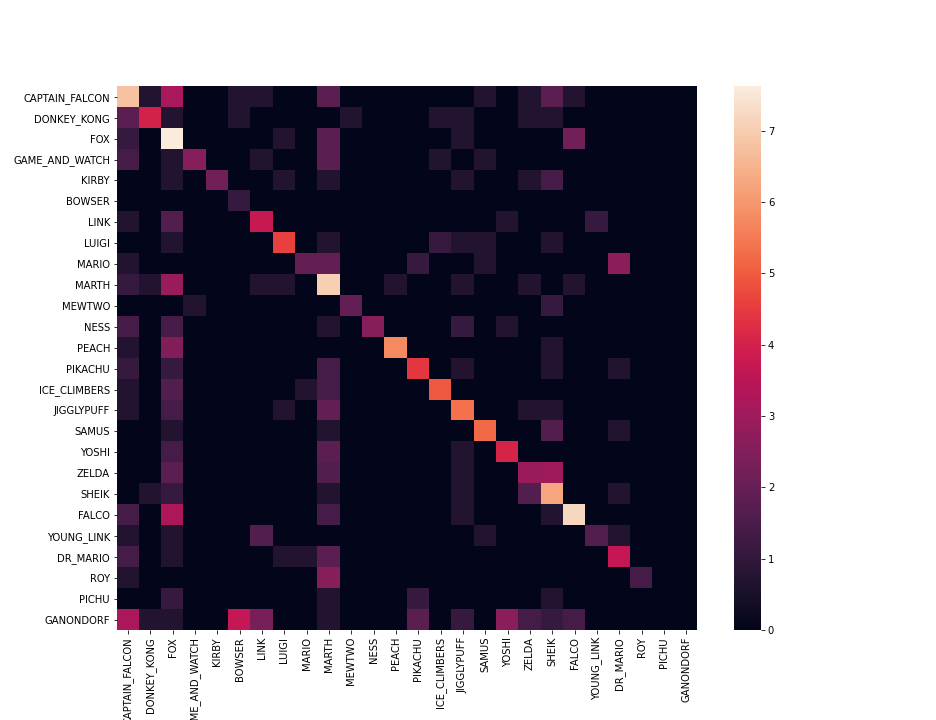 CAPTAIN_FALCON
DONKEY_KONG
FOX
GAME_AND_WATCH
KIRBY
BOWSER
LINK
LUIGI
MARIO
MARTH
MEWTWO
NESS
PEACH
PIKACHU
ICE_CLIMBERS
JIGGLYPUFF
SAMUS
YOSHI
ZELDA
SHEIK
FALCO
YOUNG_LINK
DR_MARIO
ROY
PICHU
GANONDORF
7
6
5
4
3
2
1
0
APTAIN_FALCON
DONKEY_KONG
FOX
ME_AND_WATCH
KIRBY
BOWSER
LINK
LUIGI
MARIO
MARTH
MEWTWO
NESS
PEACH
PIKACHU
ICE_CLIMBERS
JIGGLYPUFF
SAMUS
YOSHI
ZELDA
SHEIK
FALCO
YOUNG_LINK
DR_MARIO
ROY
PICHU
GANONDORF